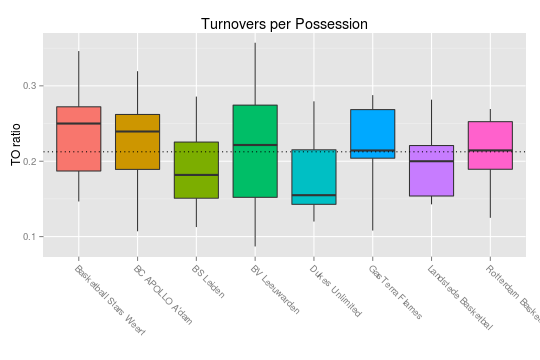 Turnovers per Possession
TO ratio
0.3
0.2
0.1
Basketball Stars Weert
BC APOLLO A'dam
BS Leiden
BV Leeuwarden
Dukes Unlimited
GasTerra Flames
Landstede Basketbal
Rotterdam Baske